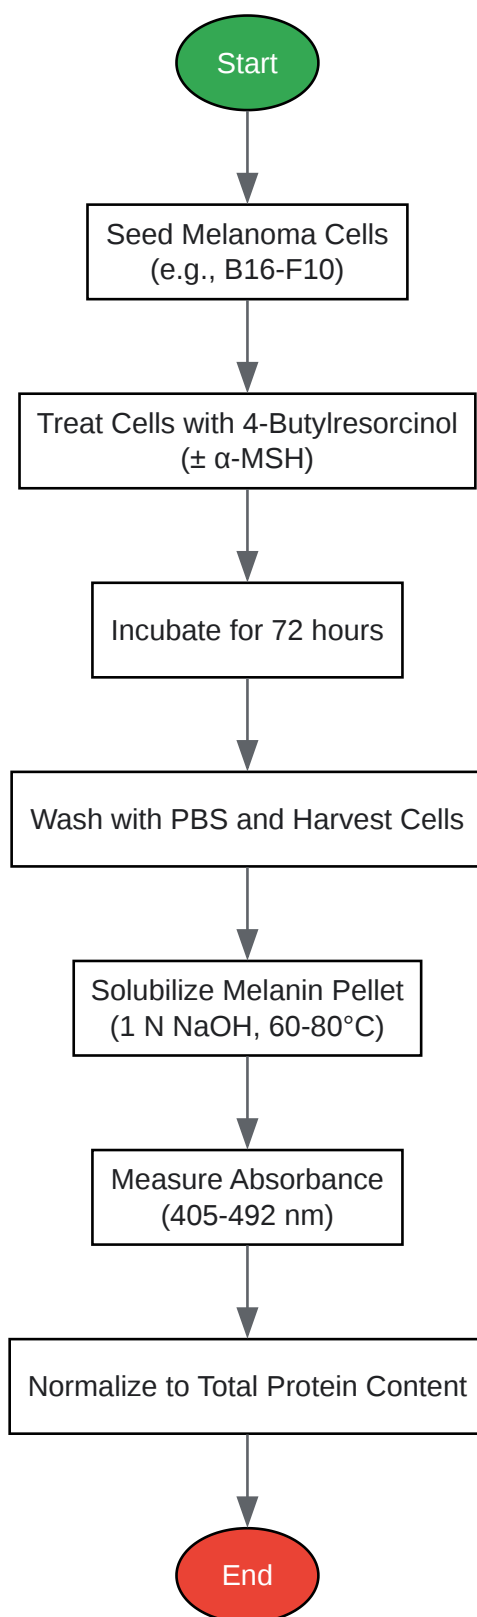 Start
Seed Melanoma Cells
(e.g., B16-F10)
Treat Cells with 4-Butylresorcinol
(± α-MSH)
Incubate for 72 hours
Wash with PBS and Harvest Cells
Solubilize Melanin Pellet
(1 N NaOH, 60-80°C)
Measure Absorbance
(405-492 nm)
Normalize to Total Protein Content
End